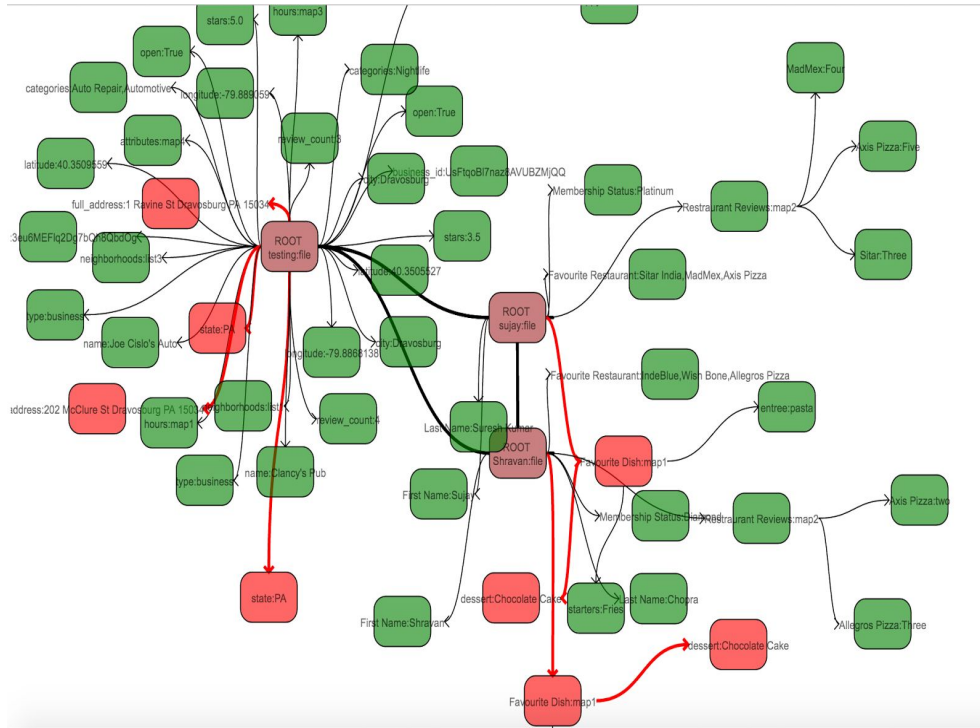 hours:map3
stars:5.0
open:True
categories:Nightlife
MadMex:Four
categories:Auto Repair,Automotive
longitude:-79.889059
open:True
attributes:map4
review_count:3
Axis Pizza:Five
latitude:40.3509559
city:Dravosburg
business_id:UsFtqoBl7naz8AVUBZMjQQ
Membership Status:Platinum
full_address:1 Ravine St Dravosburg PA 15034
Restraurant Reviews:map2
ROOT
testing:file
stars:3.5
neighborhoods:list3
Sitar:Three
latitude:40.3505527
Favourite Restaurant:Sitar India,MadMex,Axis Pizza
type:business
ROOT
sujay:file
state:PA
name:Joe Cislo's Auto
longitude:-79.8868138
city:Dravosburg
Favourite Restaurant:IndeBlue,Wish Bone,Allegros Pizza
address:202 McClure St Dravosburg PA 15034
hours:map1
review_count:4
entree:pasta
Last Name:Suresh Kumar
ROOT
Shravan:file
Favourite Dish:map1
type:business
name:Clancy's Pub
First Name:Sujay
Axis Pizza:two
Membership Status:Diamond
Restraurant Reviews:map2
state:PA
dessert:Chocolate Cake
starters:Fries
Last Name:Chopra
First Name:Shravan
Allegros Pizza:Three
dessert:Chocolate Cake
Favourite Dish:map1